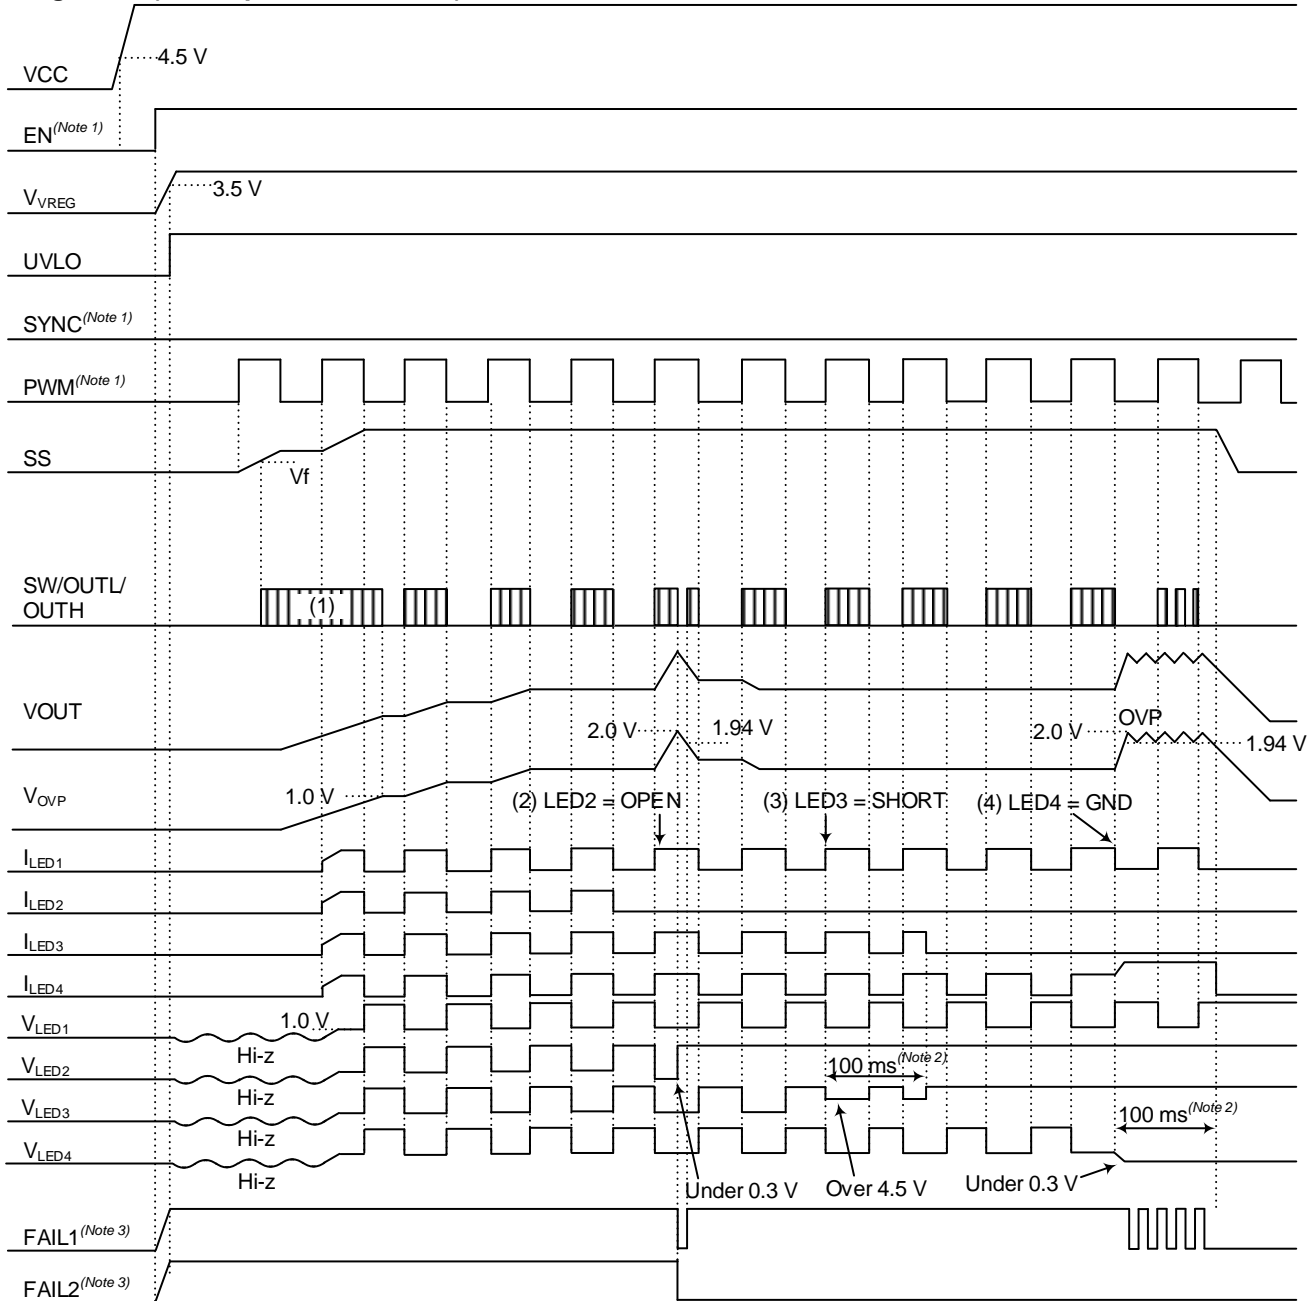 4.5 V
VCC
EN(Note 1)
VVREG
3.5 V
UVLO
SYNC(Note 1)
PWM(Note 1)
SS
Vf
SW/OUTL/
OUTH
(1)
VOUT
2.0 V
1.94 V
2.0 V
OVP
1.94 V
VOVP
1.0 V
(2) LED2 = OPEN
(3) LED3 = SHORT
(4) LED4 = GND
ILED1
ILED2
ILED3
ILED4
VLED1
1.0 V
Hi-z
VLED2
100 ms(Note 2)
Hi-z
VLED3
100 ms(Note 2)
Hi-z
VLED4
Hi-z
Under 0.3 V
Over 4.5 V
Under 0.3 V
FAIL1(Note 3)
FAIL2(Note 3)